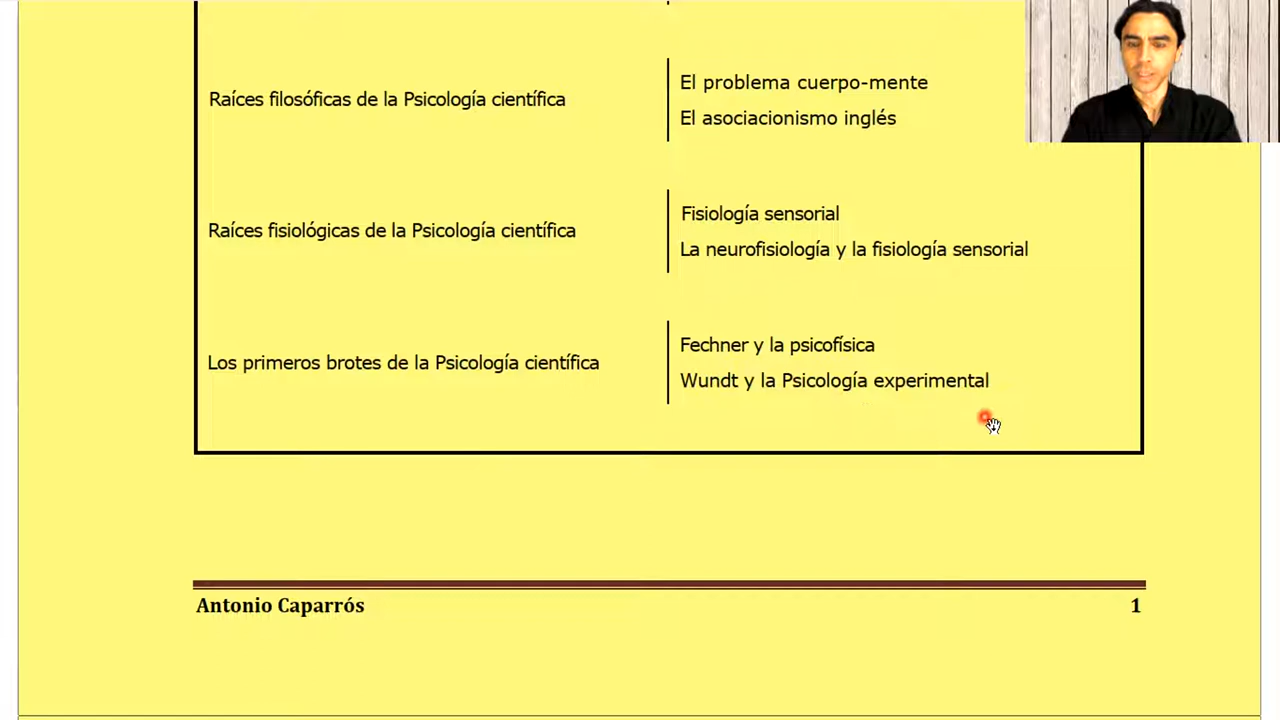 Raíces filosóficas de la Psicología científica
El problema cuerpo-mente
El asociacionismo inglés
Raíces fisiológicas de la Psicología científica
Fisiología sensorial
La neurofisiología y la fisiología sensorial
Los primeros brotes de la Psicología científica
Fechner y la psicofísica
Wundt y la Psicología experimental
Antonio Caparrós 1